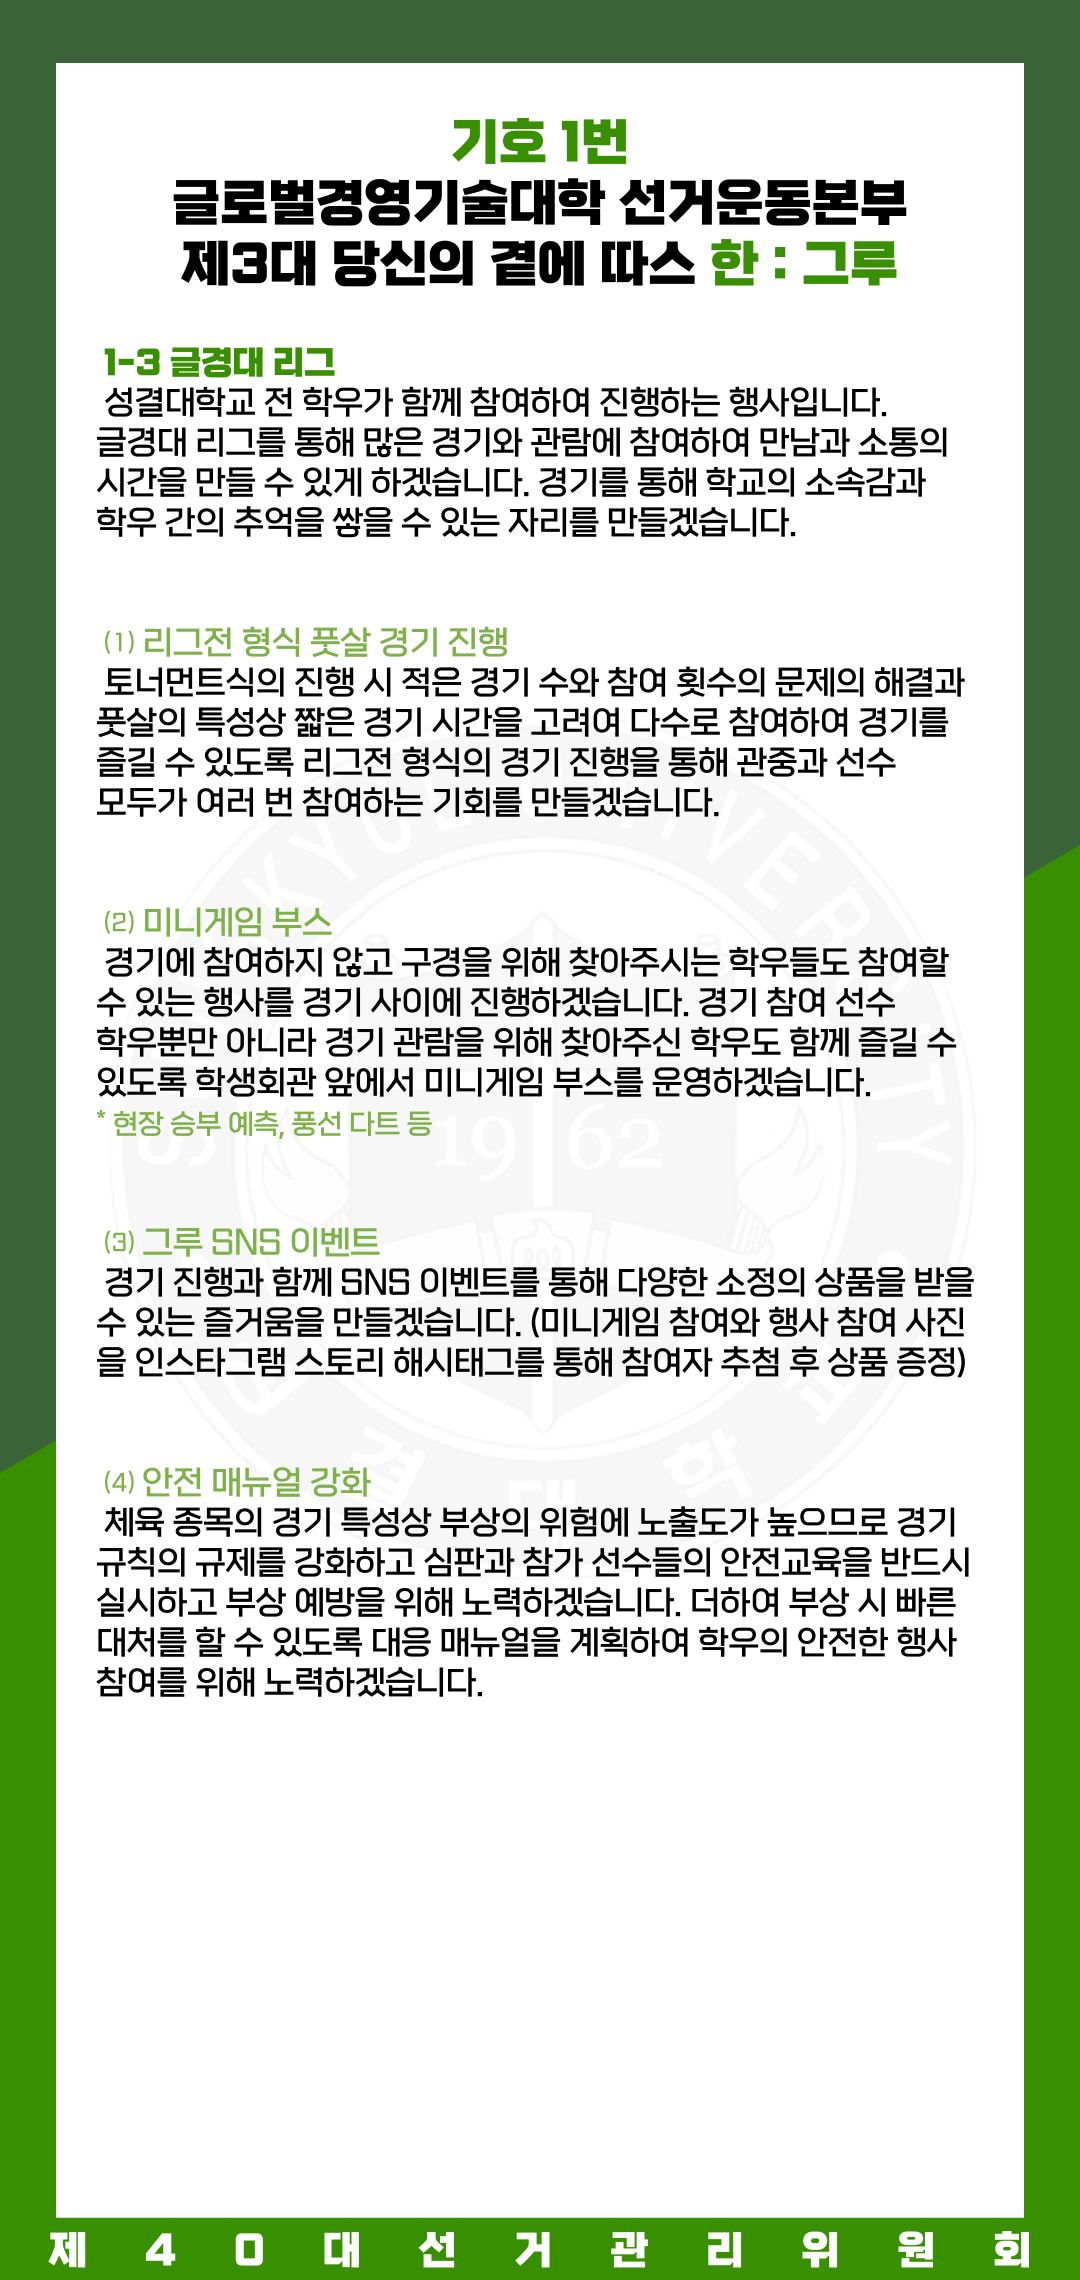 기호 1번
글로벌경영기술대학 선거운동본부
제3대 당신의 곁에 따스 한 : 그루
1-3 글경대 리그
성결대학교 전 학우가 함께 참여하여 진행하는 행사입니다.
글경대 리그를 통해 많은 경기와 관람에 참여하여 만남과 소통의
시간을 만들 수 있게 하겠습니다. 경기를 통해 학교의 소속감과
학우 간의 추억을 쌓을 수 있는 자리를 만들겠습니다.
(1) 리그전 형식 풋살 경기 진행
토너먼트식의 진행 시 적은 경기 수와 참여 횟수의 문제의 해결과
풋살의 특성상 짧은 경기 시간을 고려여 다수로 참여하여 경기를
즐길 수 있도록 리그전 형식의 경기 진행을 통해 관중과 선수
모두가 여러 번 참여하는 기회를 만들겠습니다.
(2) 미니게임 부스
경기에 참여하지 않고 구경을 위해 찾아주시는 학우들도 참여할
수 있는 행사를 경기 사이에 진행하겠습니다. 경기 참여 선수
학우뿐만 아니라 경기 관람을 위해 찾아주신 학우도 함께 즐길 수
있도록 학생회관 앞에서 미니게임 부스를 운영하겠습니다.
* 현장 승부 예측, 풍선 다트 등
1962
(3) 그루 SNS 이벤트
경기 진행과 함께 SNS 이벤트를 통해 다양한 소정의 상품을 받을
수 있는 즐거움을 만들겠습니다. (미니게임 참여와 행사 참여 사진
을 인스타그램 스토리 해시태그를 통해 참여자 추첨 후 상품 증정)
(4) 안전 매뉴얼 강화
체육 종목의 경기 특성상 부상의 위험에 노출도가 높으므로 경기
규칙의 규제를 강화하고 심판과 참가 선수들의 안전교육을 반드시
실시하고 부상 예방을 위해 노력하겠습니다. 더하여 부상 시 빠른
대처를 할 수 있도록 대응 매뉴얼을 계획하여 학우의 안전한 행사
참여를 위해 노력하겠습니다.
제40대선거관리위원회